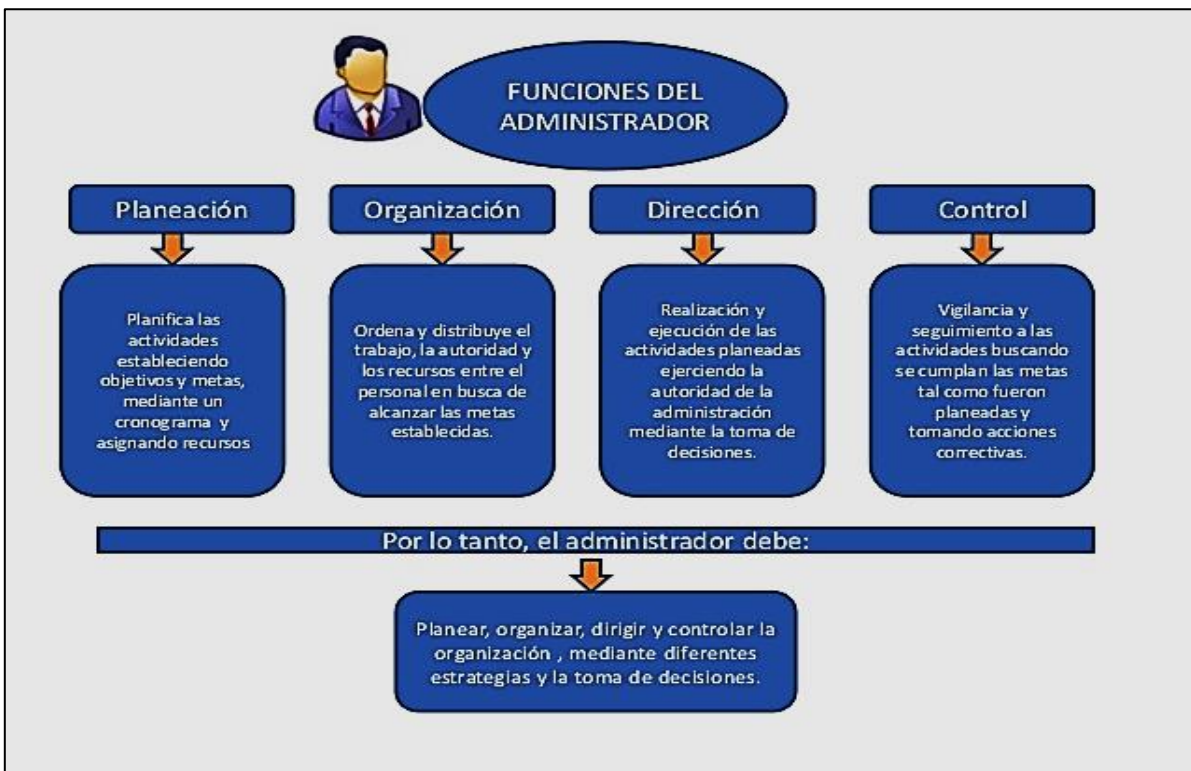 FUNCIONES DEL
ADMINISTRADOR
Planeación
Organización
Dirección
Control
Planifica las
actividades
estableciendo
objetivos y metas,
mediante un
cronograma y
asignando recursos
Ordena y distribuye el
trabajo, la autoridad y
los recursos entre el
personal en busca de
alcanzar las metas
establecidas.
Realización y
ejecución de las
actividades planeadas
ejerciendo la
autoridad de la
administración
mediante la toma de
decisiones.
Vigilancia y
seguimiento a las
actividades buscando
se cumplan las metas
tal como fueron
planeadas y
tomando acciones
correctivas.
Por lo tanto, el administrador debe:
Planear, organizar, dirigir y controlar la
organización , mediante diferentes
estrategias y la toma de decisiones.